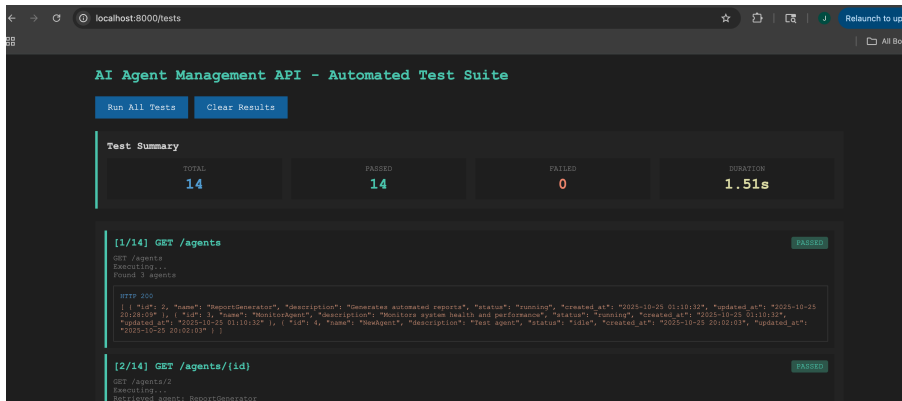 localhost:8000/tests
J
Relaunch to up
All Bo
AI Agent Management API - Automated Test Suite
Run All Tests Clear Results
Test Summary
TOTAL PASSED FAILED DURATION
14 14 0 1.51s
[1/14] GET /agents PASSED
GET /agents
Executing...
Found 3 agents
HTTP 200
[ { "id": 2, "name": "ReportGenerator", "description": "Generates automated reports", "status": "running", "created_at": "2025-10-25 01:10:32", "updated_at": "2025-10-25
20:28:09" }, { "id": 3, "name": "MonitorAgent", "description": "Monitors system health and performance", "status": "running", "created_at": "2025-10-25 01:10:32",
"updated_at": "2025-10-25 01:10:32" }, { "id": 4, "name": "NewAgent", "description": "Test agent", "status": "idle", "created_at": "2025-10-25 20:02:03", "updated_at":
"2025-10-25 20:02:03" } ]
[2/14] GET /agents/{id} PASSED
GET /agents/2
Executing...
Retrieved agent: ReportGenerator